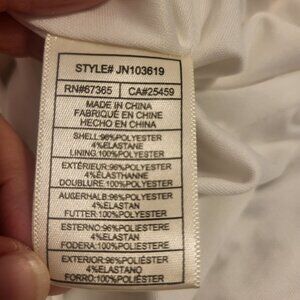 STYLE# JN103619
RN#67365 CA#25459
MADE IN CHINA
FABRIQUÉ EN CHINE
HECHO EN CHINA
SHELL:96%POLYESTER
4%ELASTANE
LINING:100%POLYESTER
EXTÉRIEUR:96%POLYESTER
4%ÉLASTHANNE
DOUBLURE:100%POLYESTER
AUßERHALB:96%POLYESTER
4%ELASTAN
FUTTER:100%POLYESTER
ESTERNO:96%POLIESTERE
4%ELASTAN
FODERA:100%POLIESTERE
EXTERIOR:96%POLIÉSTER
4%ELASTANO
FORRO:100%POLIÉSTER